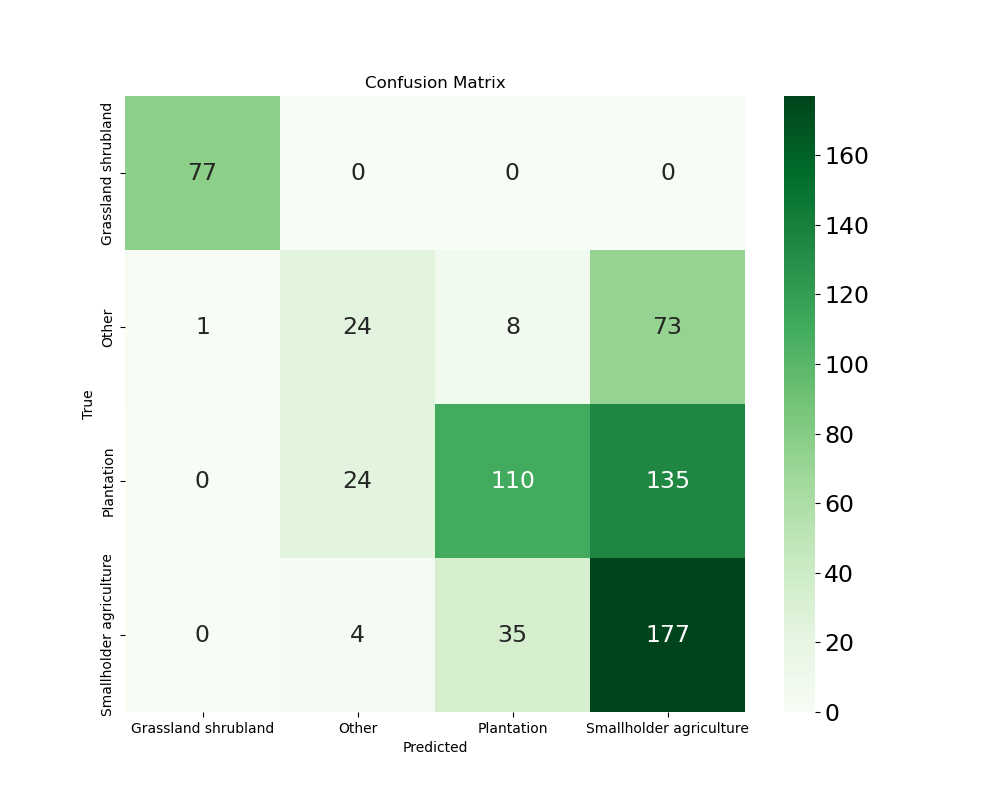 Confusion Matrix
Grassland shrubland
77 0 0 0
Other
1 24 8 73
True
Plantation
0 24 110 135
Smallholder agriculture
0 4 35 177
Grassland shrubland Other Plantation Smallholder agriculture
Predicted
160
140
120
100
80
60
40
20
0